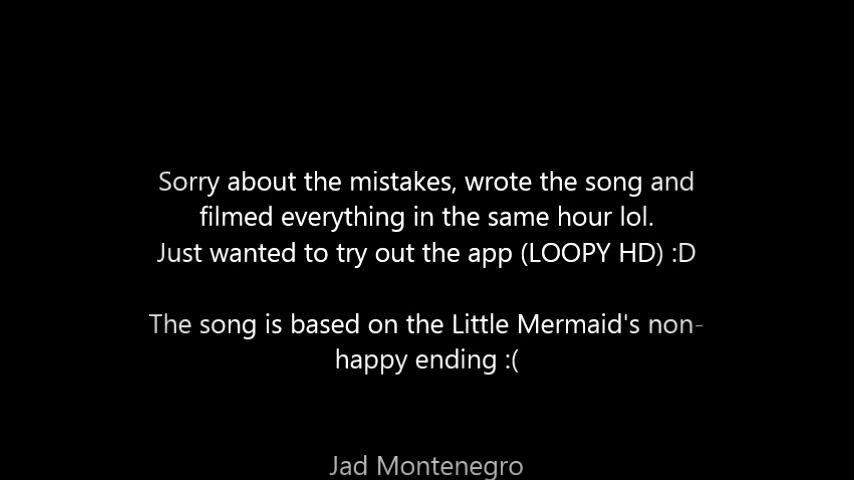 Sorry about the mistakes, wrote the song and
filmed everything in the same hour lol.
Just wanted to try out the app (LOOPY HD) :D
The song is based on the Little Mermaid's non-
happy ending :(
Jad Montenegro